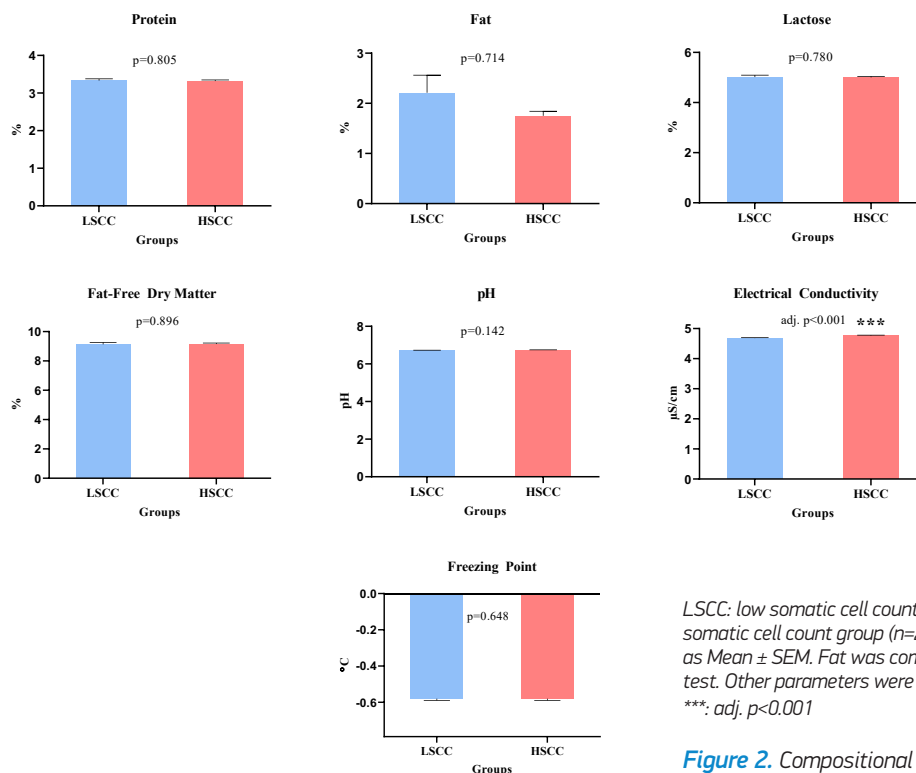 Protein
p=0.805
4
3
2
1
0
%
LSCC HSCC
Groups
Fat
p=0.714
3
2
1
0
%
LSCC HSCC
Groups
Lactose
p=0.780
6
4
2
0
%
LSCC HSCC
Groups
Fat-Free Dry Matter
p=0.896
10
8
6
4
2
0
%
LSCC HSCC
Groups
pH
p=0.142
8
6
4
2
0
pH
LSCC HSCC
Groups
Electrical Conductivity
adj. p<0.001 ***
5
4
3
2
1
0
µS/cm
LSCC HSCC
Groups
Freezing Point
p=0.648
0.0
-0.2
-0.4
-0.6
°C
LSCC HSCC
Groups
LSCC: low somatic cell count
somatic cell count group (n=
as Mean ± SEM. Fat was com
test. Other parameters were
***: adj. p<0.001
Figure 2. Compositional